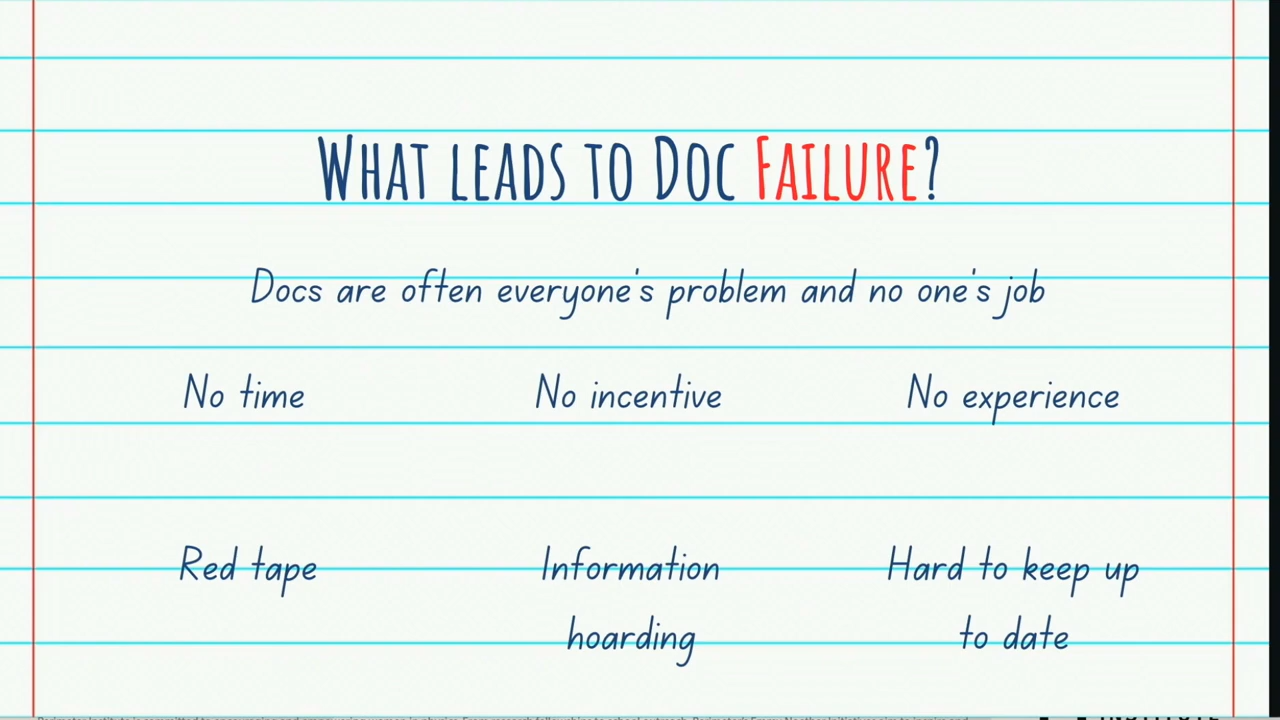 WHAT LEADS TO DOC FAILURE?
Docs are often everyone's problem and no one's job
No time
No incentive
No experience
Red tape
Information
hoarding
Hard to keep up
to date
INSTITUTE